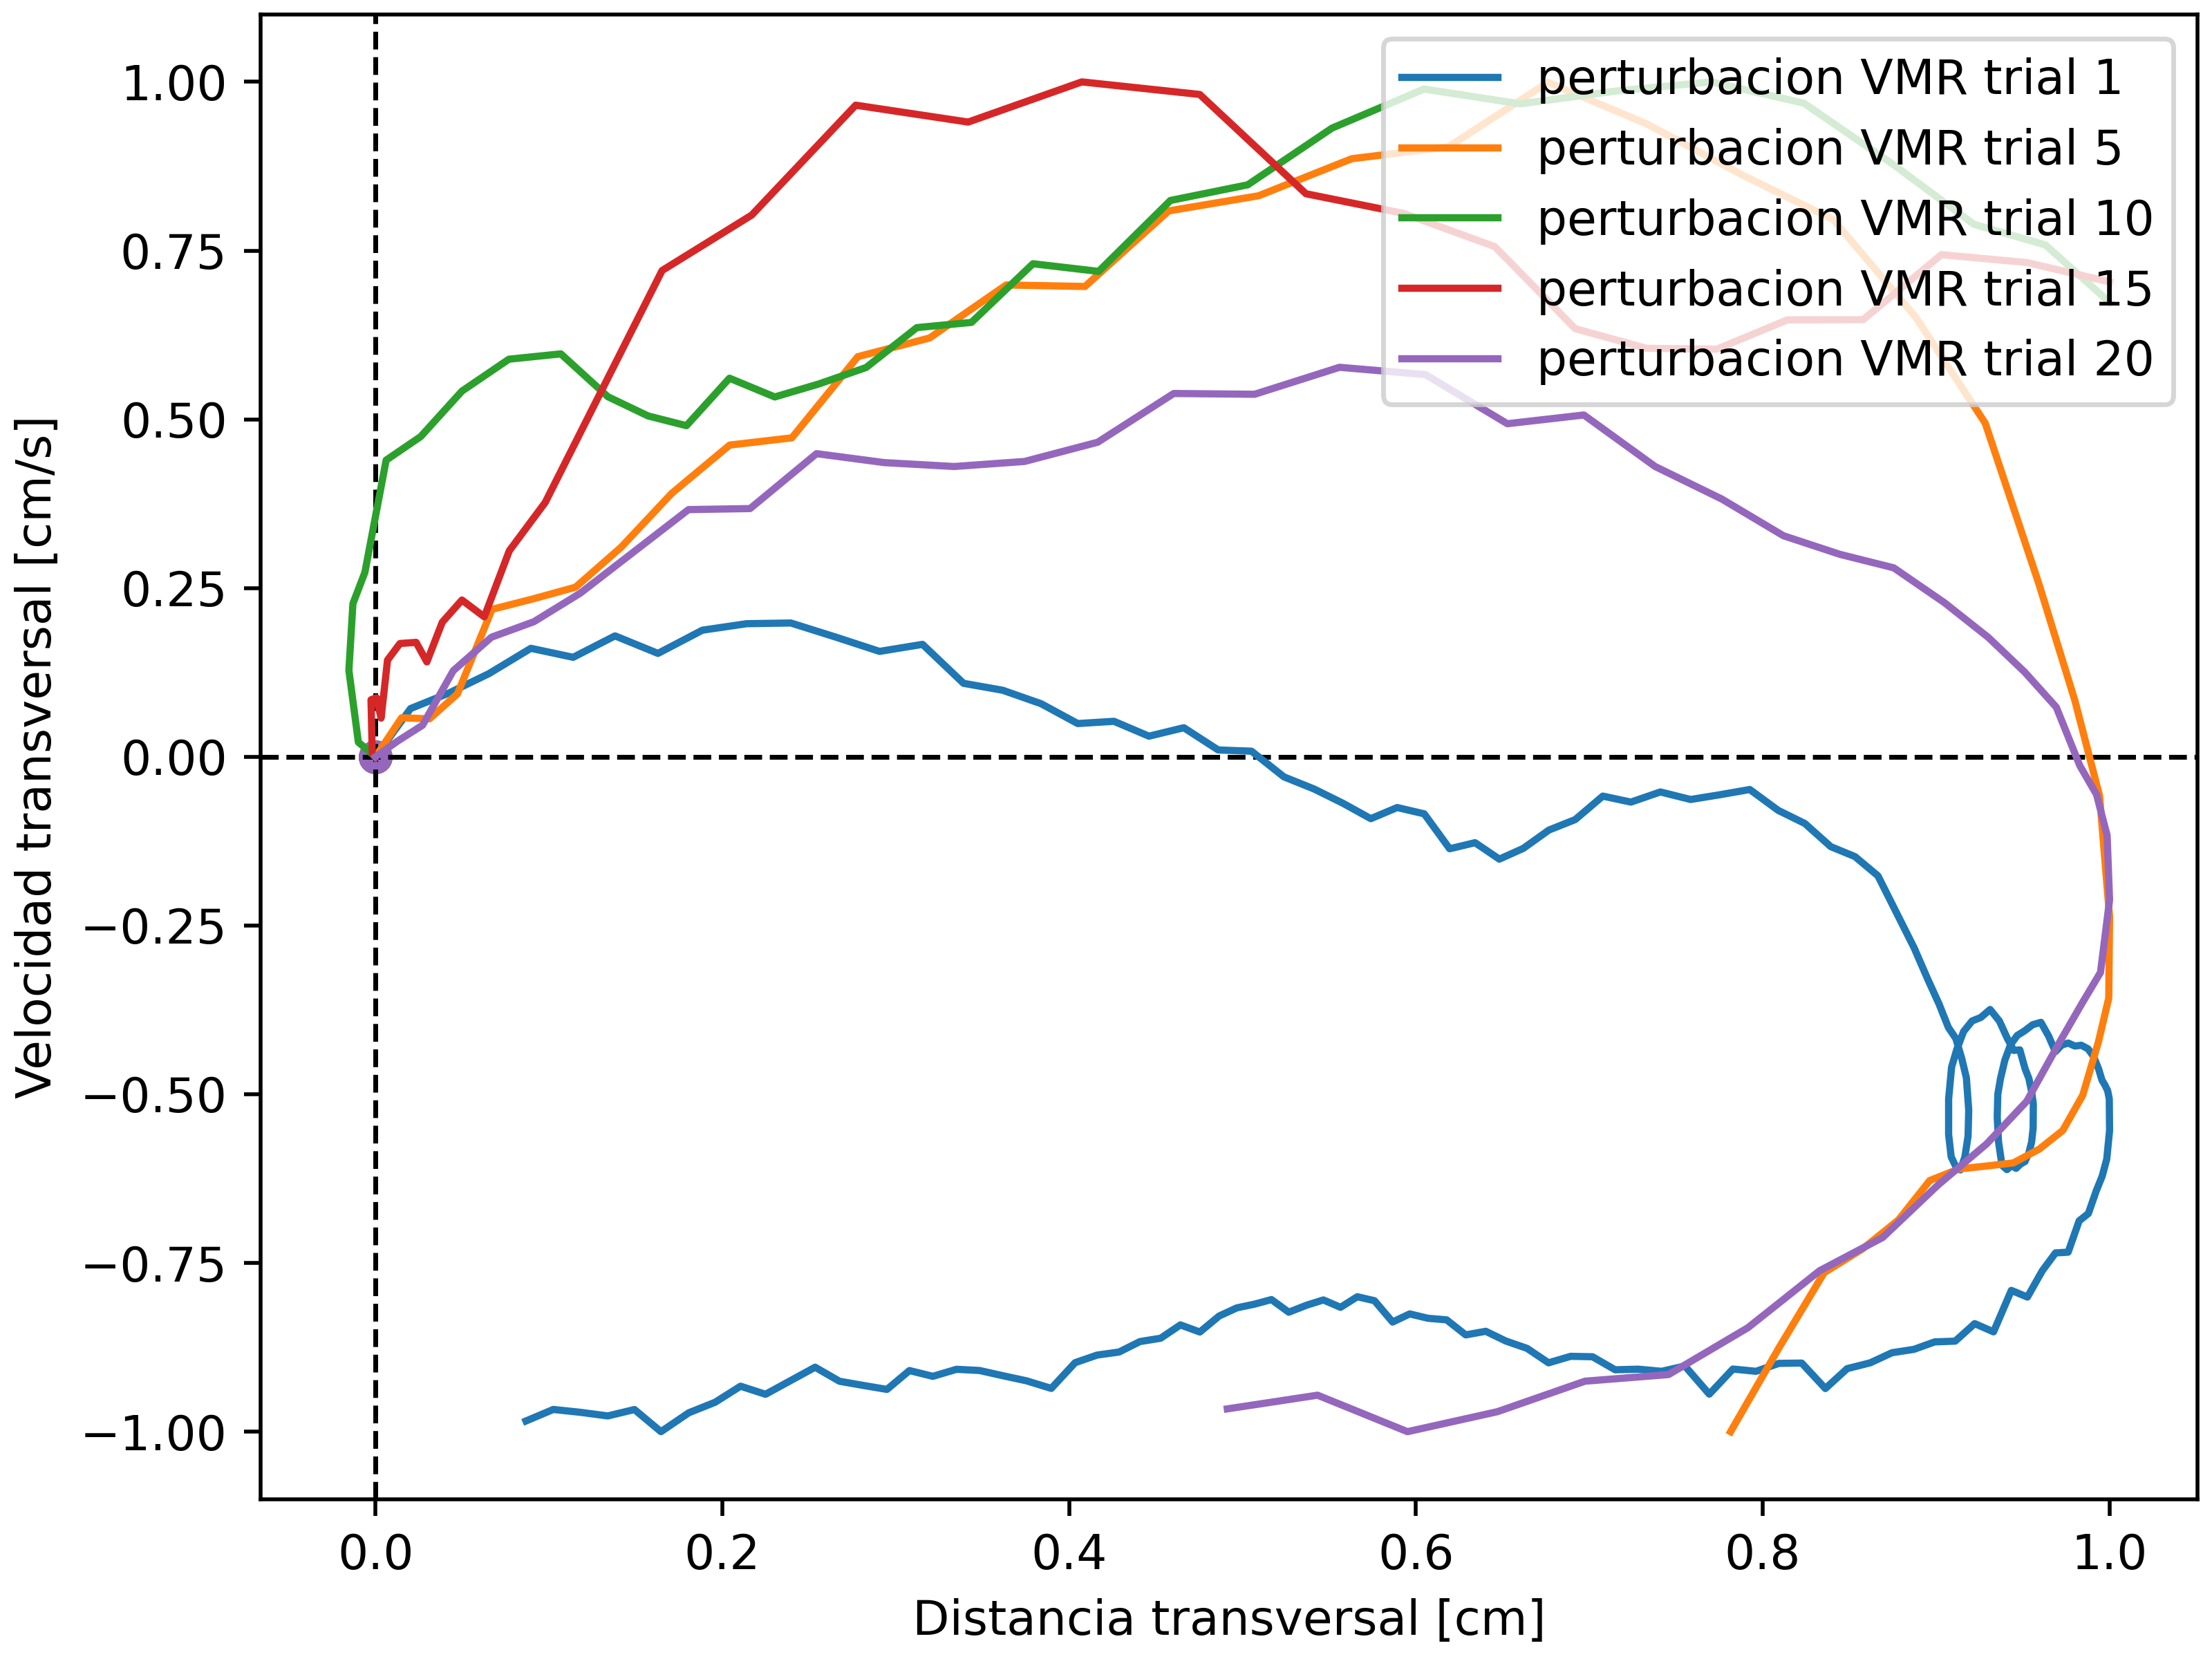 perturbacion VMR trial 1
perturbacion VMR trial 5
perturbacion VMR trial 10
perturbacion VMR trial 15
perturbacion VMR trial 20
1.00
0.75
0.50
0.25
0.00
−0.25
−0.50
−0.75
−1.00
Velocidad transversal [cm/s]
0.0 0.2 0.4 0.6 0.8 1.0
Distancia transversal [cm]